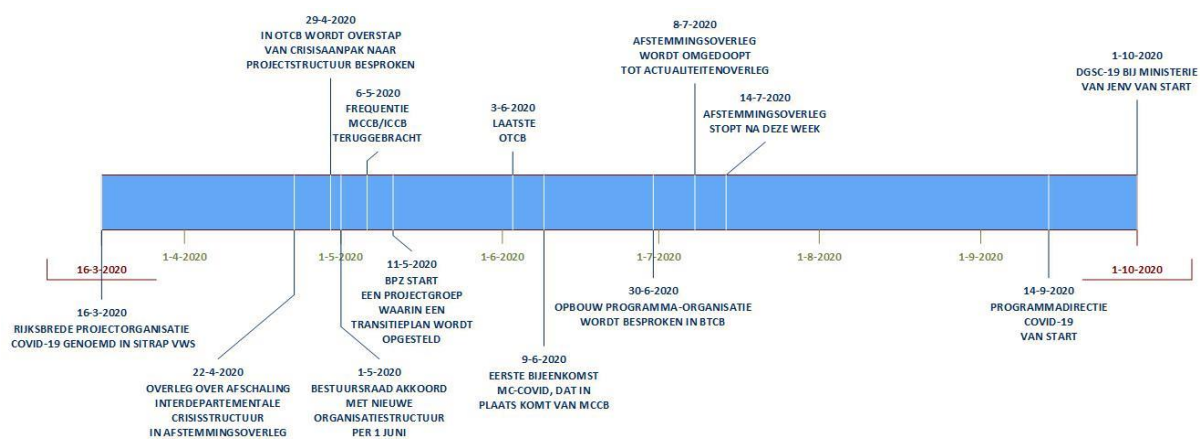 29-4-2020
IN OTCB WORDT OVERSTAP
VAN CRISISAANPAK NAAR
PROJECTSTRUCTUUR BESPROKEN
6-5-2020
FREQUENTIE
MCCB/ICCB
TERUGGEBRACHT
3-6-2020
LAATSTE
OTCB
8-7-2020
AFSTEMMINGSOVERLEG
WORDT OMGEDOOPT
TOT ACTUALITEITENOVERLEG
14-7-2020
AFSTEMMINGSOVERLEG
STOPT NA DEZE WEEK
1-10-2020
DGSC-19 BIJ MINISTERIE
VAN JENV VAN START
16-3-2020
1-4-2020
1-5-2020
1-6-2020
1-7-2020
1-8-2020
1-9-2020
1-10-2020
16-3-2020
RIJKSBREDE PROJECTORGANISATIE
COVID-19 GENOEMD IN SITRAP VWS
22-4-2020
OVERLEG OVER AFSCHALING
INTERDEPARTEMENTALE
CRISISSTRUCTUUR
IN AFSTEMMINGSOVERLEG
1-5-2020
BESTUURSRAAD AKKOORD
MET NIEUWE
ORGANISATIESTRUCTUUR
PER 1 JUNI
11-5-2020
BPZ START
EEN PROJECTGROEP
WAARIN EEN
TRANSITIEPLAN WORDT
OPGESTELD
9-6-2020
EERSTE BIJEENKOMST
MC-COVID, DAT IN
PLAATS KOMT VAN MCCB
30-6-2020
OPBOUW PROGRAMMA-ORGANISATIE
WORDT BESPROKEN IN BTCB
14-9-2020
PROGRAMMADIRECTIE
COVID-19
VAN START